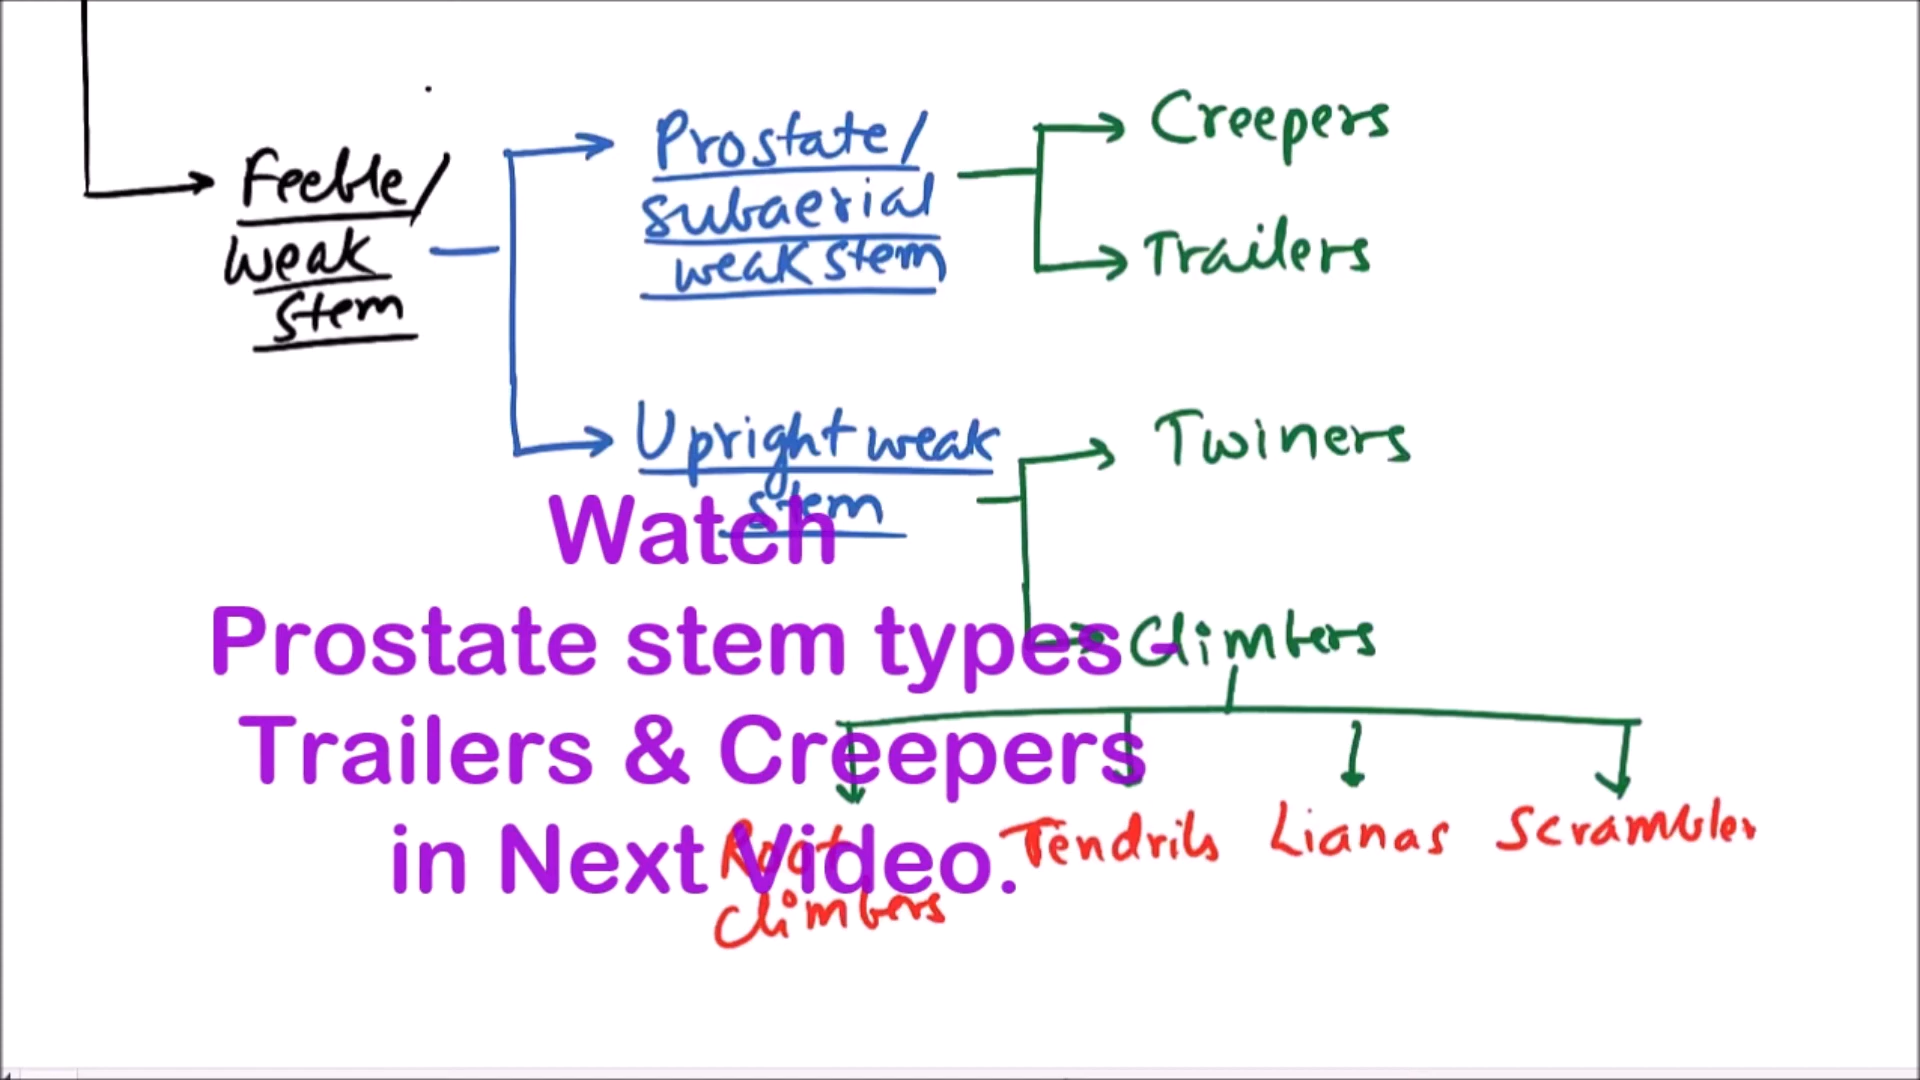 Feeble/
weak
stem
Prostate/
subaerial
weak stem
Creepers
Trailers
Upright weak
stem
Twiners
Climbers
Root
climbers
Tendrils
Lianas
Scrambler
Watch
Prostate stem types -
Trailers & Creepers
in Next Video.